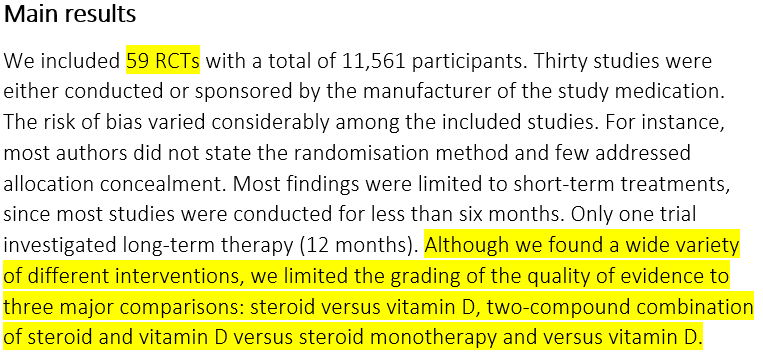 Main results
We included 59 RCTs with a total of 11,561 participants. Thirty studies were
either conducted or sponsored by the manufacturer of the study medication.
The risk of bias varied considerably among the included studies. For instance,
most authors did not state the randomisation method and few addressed
allocation concealment. Most findings were limited to short-term treatments,
since most studies were conducted for less than six months. Only one trial
investigated long-term therapy (12 months). Although we found a wide variety
of different interventions, we limited the grading of the quality of evidence to
three major comparisons: steroid versus vitamin D, two-compound combination
of steroid and vitamin D versus steroid monotherapy and versus vitamin D.